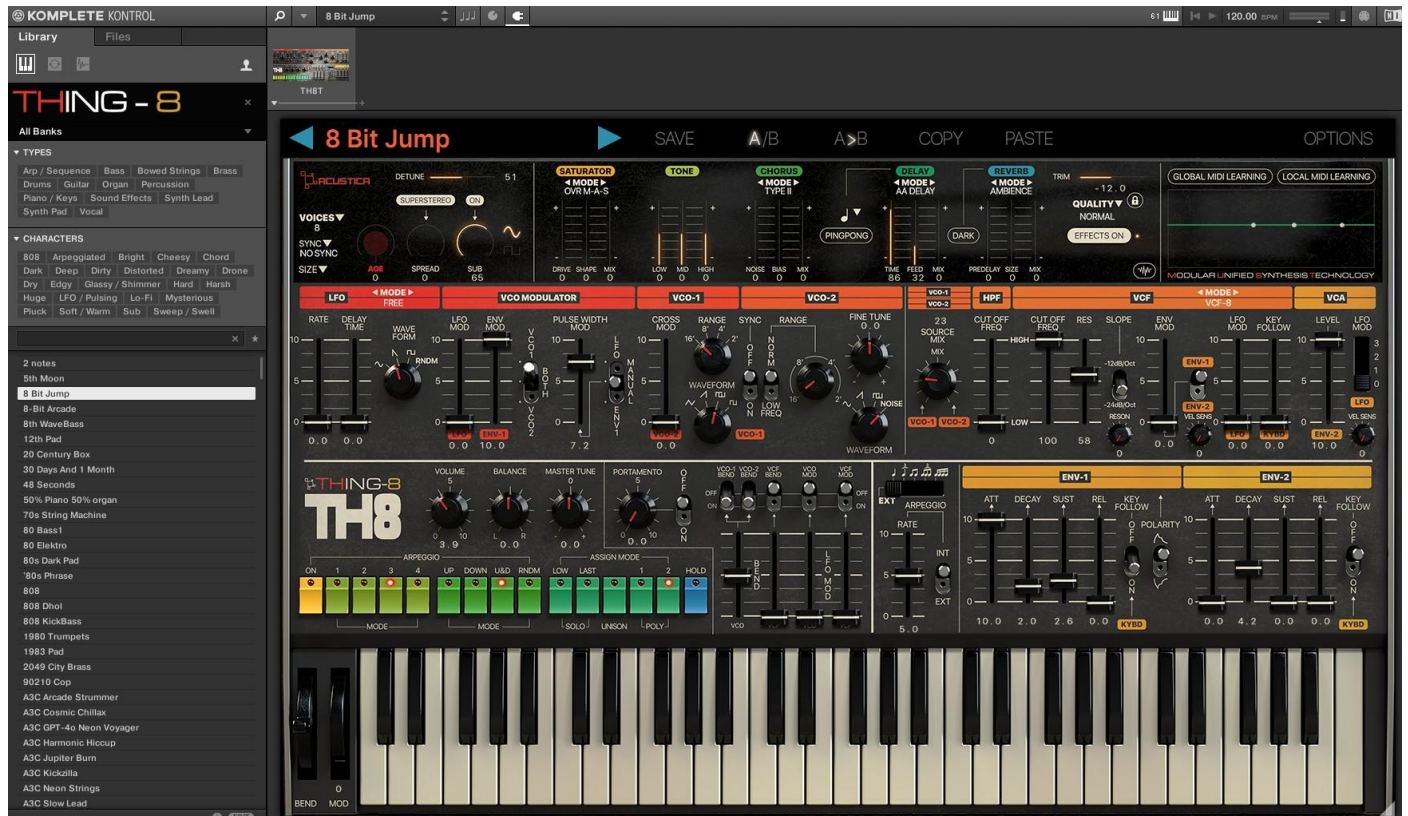 KOMPLETE KONTROL
8 Bit Jump
61
120.00 BPM
Library
Files
TH8T
THING - 8
All Banks
TYPES
Arp / Sequence Bass Bowed Strings Brass
Drums Guitar Organ Percussion
Piano / Keys Sound Effects Synth Lead
Synth Pad Vocal
CHARACTERS
808 Arpeggiated Bright Cheesy Chord
Dark Deep Dirty Distorted Dreamy Drone
Dry Edgy Glassy / Shimmer Hard Harsh
Huge LFO / Pulsing Lo-Fi Mysterious
Pluck Soft / Warm Sub Sweep / Swell
2 notes
5th Moon
8 Bit Jump
8-Bit Arcade
8th WaveBass
12th Pad
20 Century Box
30 Days And 1 Month
48 Seconds
50% Piano 50% organ
70s String Machine
80 Bass1
80 Elektro
80s Dark Pad
'80s Phrase
808
808 Dhol
808 KickBass
1980 Trumpets
1983 Pad
2049 City Brass
90210 Cop
A3C Arcade Strummer
A3C Cosmic Chillax
A3C GPT-4o Neon Voyager
A3C Harmonic Hiccup
A3C Jupiter Burn
A3C Kickzilla
A3C Neon Strings
A3C Slow Lead
8 Bit Jump SAVE A/B A>B COPY PASTE OPTIONS
ACUSTICA DETUNE 51 SATURATOR TONE CHORUS DELAY REVERB TRIM -12.0 GLOBAL MIDI LEARNING LOCAL MIDI LEARNING
MODE MODE MODE MODE
OVR M-A-S TYPE II AA DELAY AMBIENCE
SUPERSTEREO ON QUALITY
NORMAL
VOICES
8
SYNC
NO SYNC
SIZE
PINGPONG DARK EFFECTS ON
AGE SPREAD SUB DRIVE SHAPE MIX LOW MID HIGH NOISE BIAS MIX TIME FEED MIX PREDELAY SIZE MIX
0 0 65 0 0 0 0 0 0 0 0 0 86 32 0 0 0 0
MODULAR UNIFIED SYNTHESIS TECHNOLOGY
LFO MODE FREE VCO MODULATOR VCO-1 VCO-2 VCO-1 VCO-2 HPF VCF MODE VCF-8 VCA
RATE DELAY TIME WAVE FORM RNDM
LFO MOD ENV MOD VCO1 BOTH VCO2 PULSE WIDTH MOD LFO MANUAL ENV1
CROSS MOD RANGE 16' 8' 4' 2' WAVEFORM
SYNC OFF ON NORM LOW FREQ RANGE 16' 8' 4' 2' FINE TUNE 0.0 - + NOISE WAVEFORM
23 SOURCE MIX MIX VCO-1 VCO-2
CUT OFF FREQ
CUT OFF FREQ RES SLOPE -12dB/Oct -24dB/Oct RESON 0 ENV MOD ENV-1 ENV-2 VEL SENS 0 LFO MOD KEY FOLLOW
LEVEL LFO MOD 3 2 1 0 LFO VEL SENS 0
10 5 0
HIGH LOW
LFO ENV-1 VCO-2 VCO-1 LFO KYBD ENV-2
0.0 0.0 0.0 10.0 7.2 0.0 0 100 58 0.0 0.0 0.0 10.0
THING-8
TH8
VOLUME 5 3.9 BALANCE L R 0.0 MASTER TUNE 0 - + 0.0 PORTAMENTO 5 0 10 0.0 OFF ON
VCO-1 BEND VCO-2 BEND VCF BEND VCO MOD VCF MOD
OFF ON OFF ON
BEND LFO MOD
VCO
ARPEGGIO ASSIGN MODE
ON 1 2 3 4 UP DOWN U&D RNDM LOW LAST 1 2 HOLD
MODE MODE SOLO UNISON POLY
EXT ARPEGGIO
RATE
10 5 0
5.0
INT
EXT
ENV-1 ENV-2
ATT DECAY SUST REL KEY FOLLOW POLARITY ATT DECAY SUST REL KEY FOLLOW
OFF ON OFF ON
10 5 0 10 5 0
10.0 2.0 2.6 0.0 KYBD 0.0 4.2 0.0 0.0 KYBD
0
BEND MOD